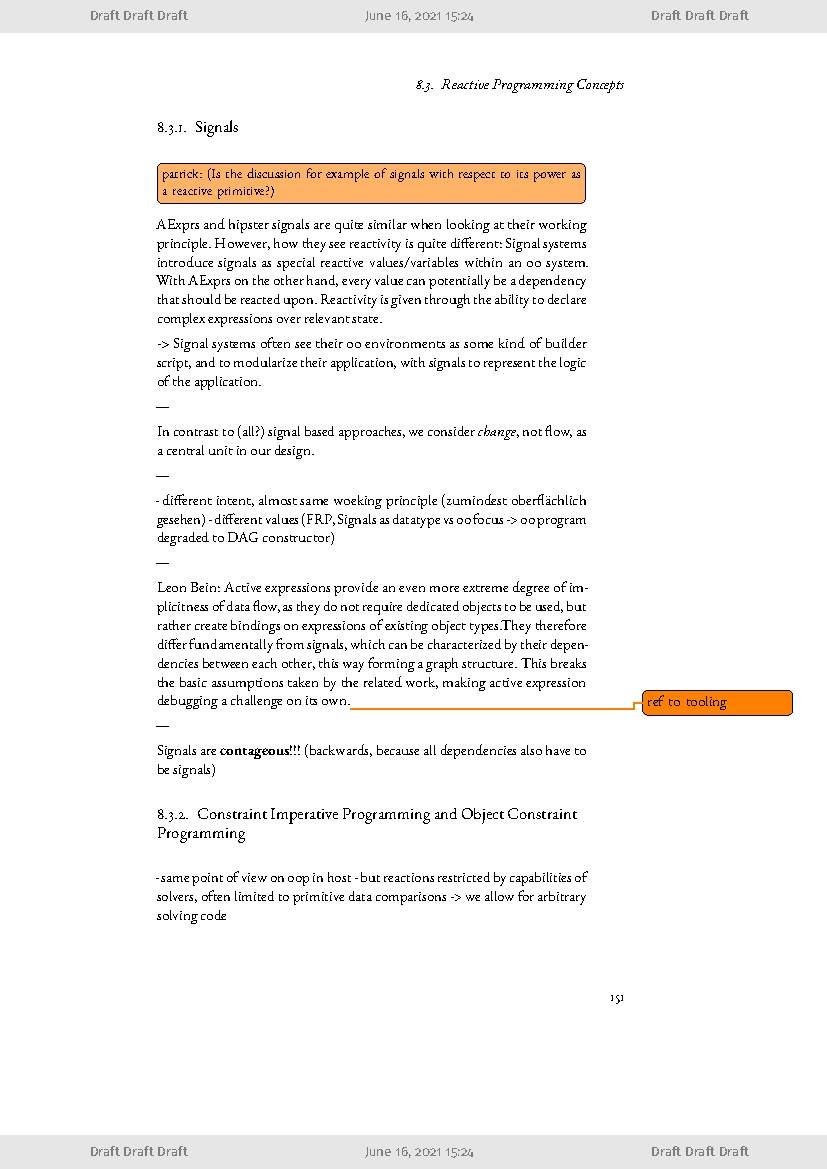 Draft Draft Draft June 16, 2021 15:24 Draft Draft Draft
8.3. Reactive Programming Concepts
8.3.1. Signals
patrick: (Is the discussion for example of signals with respect to its power as
a reactive primitive?)
AExprs and hipster signals are quite similar when looking at their working
principle. However, how they see reactivity is quite different: Signal systems
introduce signals as special reactive values/variables within an oo system.
With AExprs on the other hand, every value can potentially be a dependency
that should be reacted upon. Reactivity is given through the ability to declare
complex expressions over relevant state.
-> Signal systems often see their oo environments as some kind of builder
script, and to modularize their application, with signals to represent the logic
of the application.
—
In contrast to (all?) signal based approaches, we consider change, not flow, as
a central unit in our design.
—
- different intent, almost same woeking principle (zumindest oberflächlich
gesehen) - different values (FRP, Signals as datatype vs oo focus -> oo program
degraded to DAG constructor)
—
Leon Bein: Active expressions provide an even more extreme degree of im-
plicitness of data flow, as they do not require dedicated objects to be used, but
rather create bindings on expressions of existing object types.They therefore
differ fundamentally from signals, which can be characterized by their depen-
dencies between each other, this way forming a graph structure. This breaks
the basic assumptions taken by the related work, making active expression
debugging a challenge on its own.
ref to tooling
—
Signals are contageous!!! (backwards, because all dependencies also have to
be signals)
8.3.2. Constraint Imperative Programming and Object Constraint
Programming
- same point of view on oop in host - but reactions restricted by capabilities of
solvers, often limited to primitive data comparisons -> we allow for arbitrary
solving code
151
Draft Draft Draft June 16, 2021 15:24 Draft Draft Draft